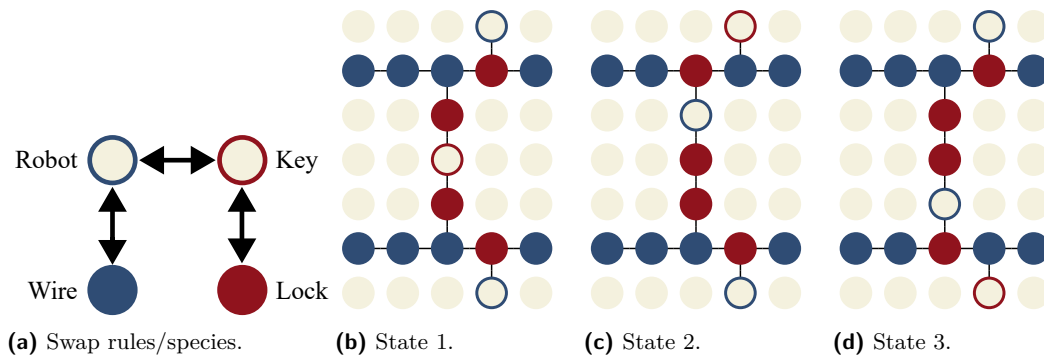 Robot
Key
Wire
Lock
(a) Swap rules/species.
(b) State 1.
(c) State 2.
(d) State 3.